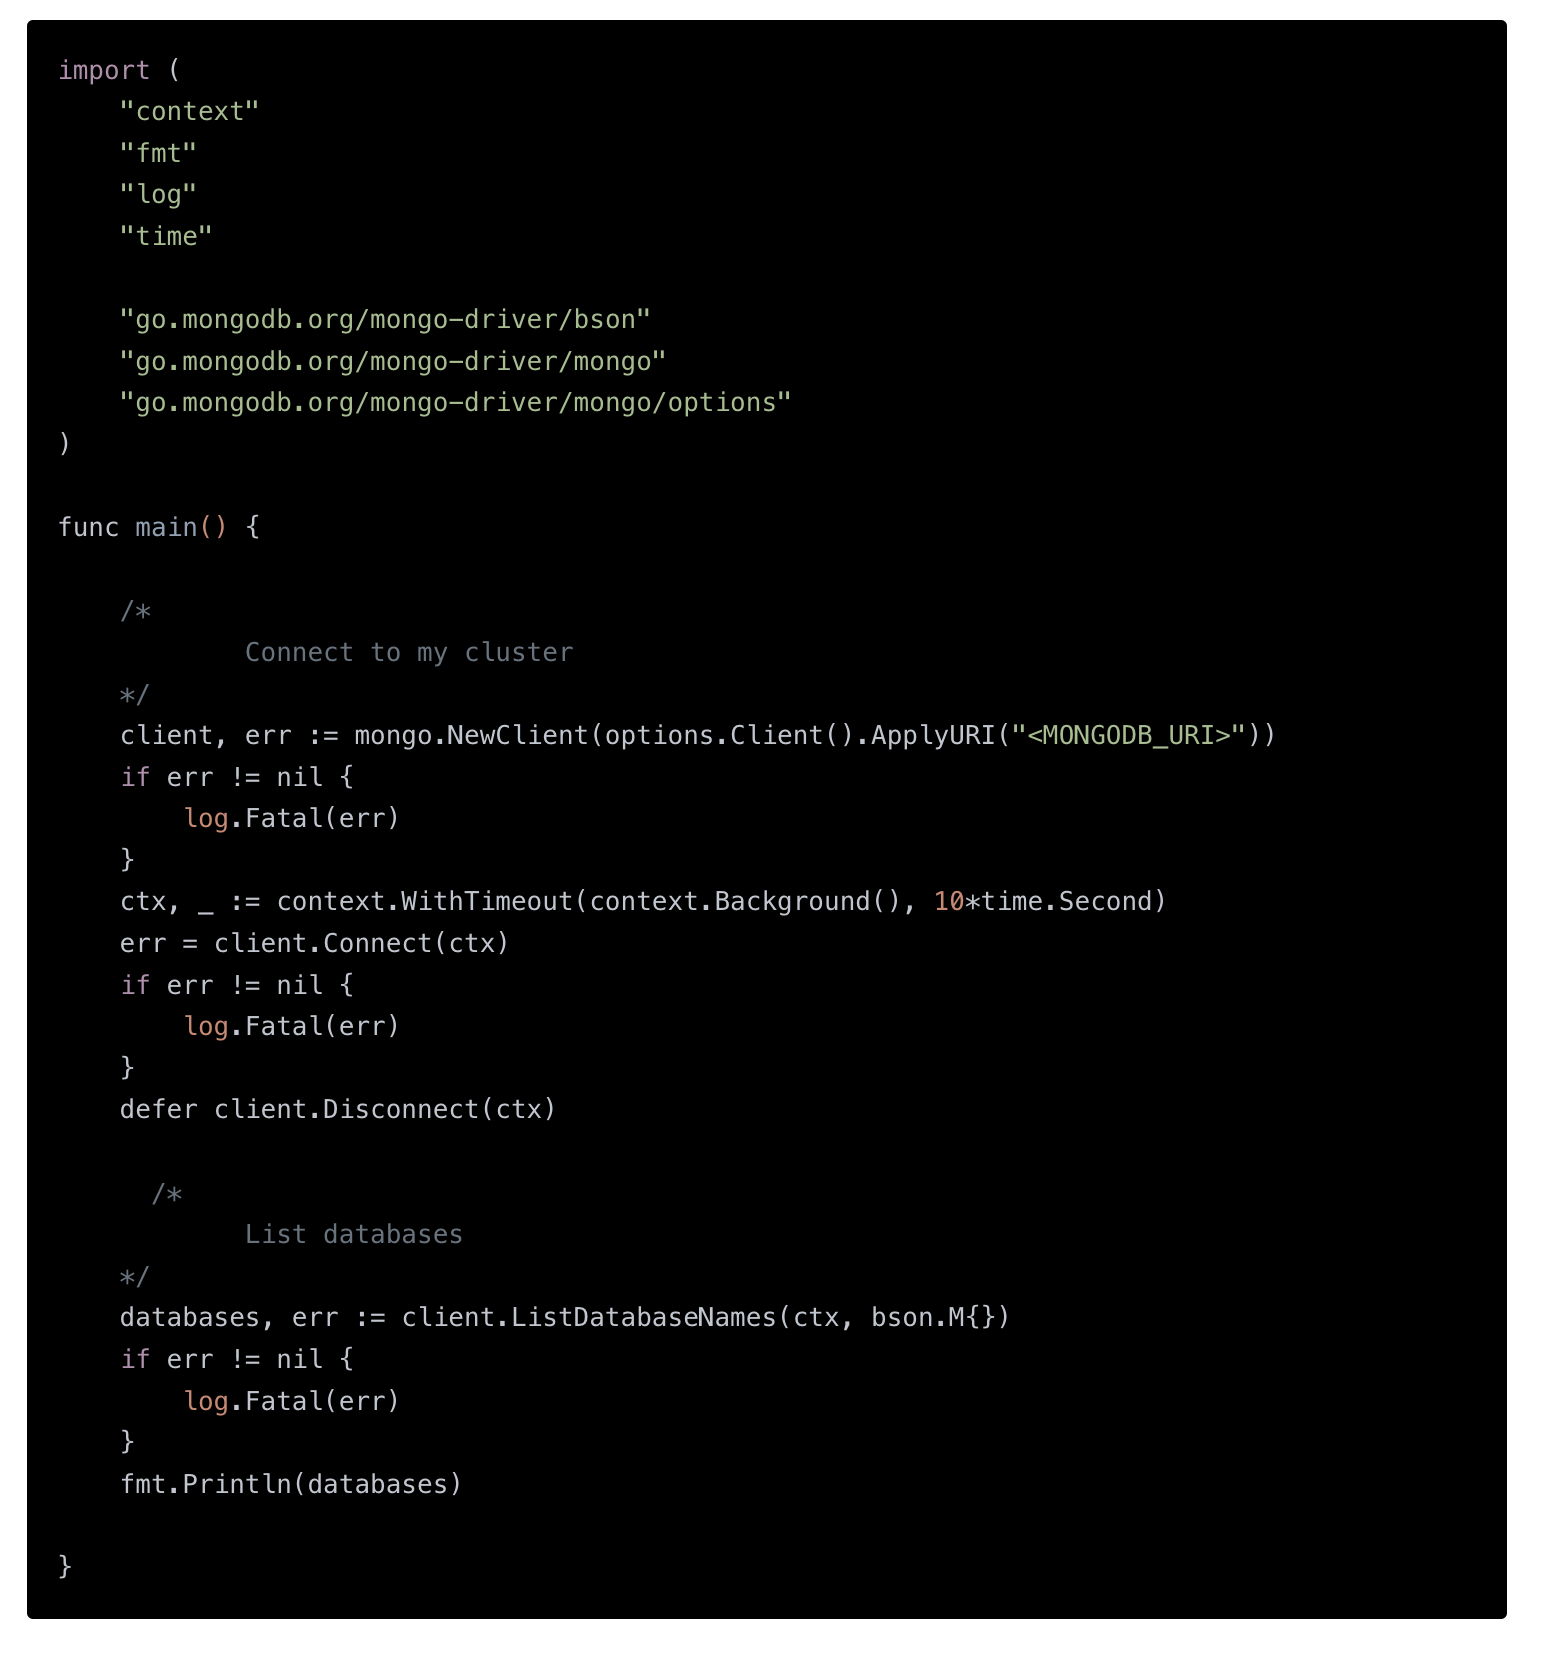 import (
    "context"
    "fmt"
    "log"
    "time"

    "go.mongodb.org/mongo-driver/bson"
    "go.mongodb.org/mongo-driver/mongo"
    "go.mongodb.org/mongo-driver/mongo/options"
)

func main() {

    /*
            Connect to my cluster
    */
    client, err := mongo.NewClient(options.Client().ApplyURI("<MONGODB_URI>"))
    if err != nil {
        log.Fatal(err)
    }
    ctx, _ := context.WithTimeout(context.Background(), 10*time.Second)
    err = client.Connect(ctx)
    if err != nil {
        log.Fatal(err)
    }
    defer client.Disconnect(ctx)

      /*
            List databases
    */
    databases, err := client.ListDatabaseNames(ctx, bson.M{})
    if err != nil {
        log.Fatal(err)
    }
    fmt.Println(databases)

}